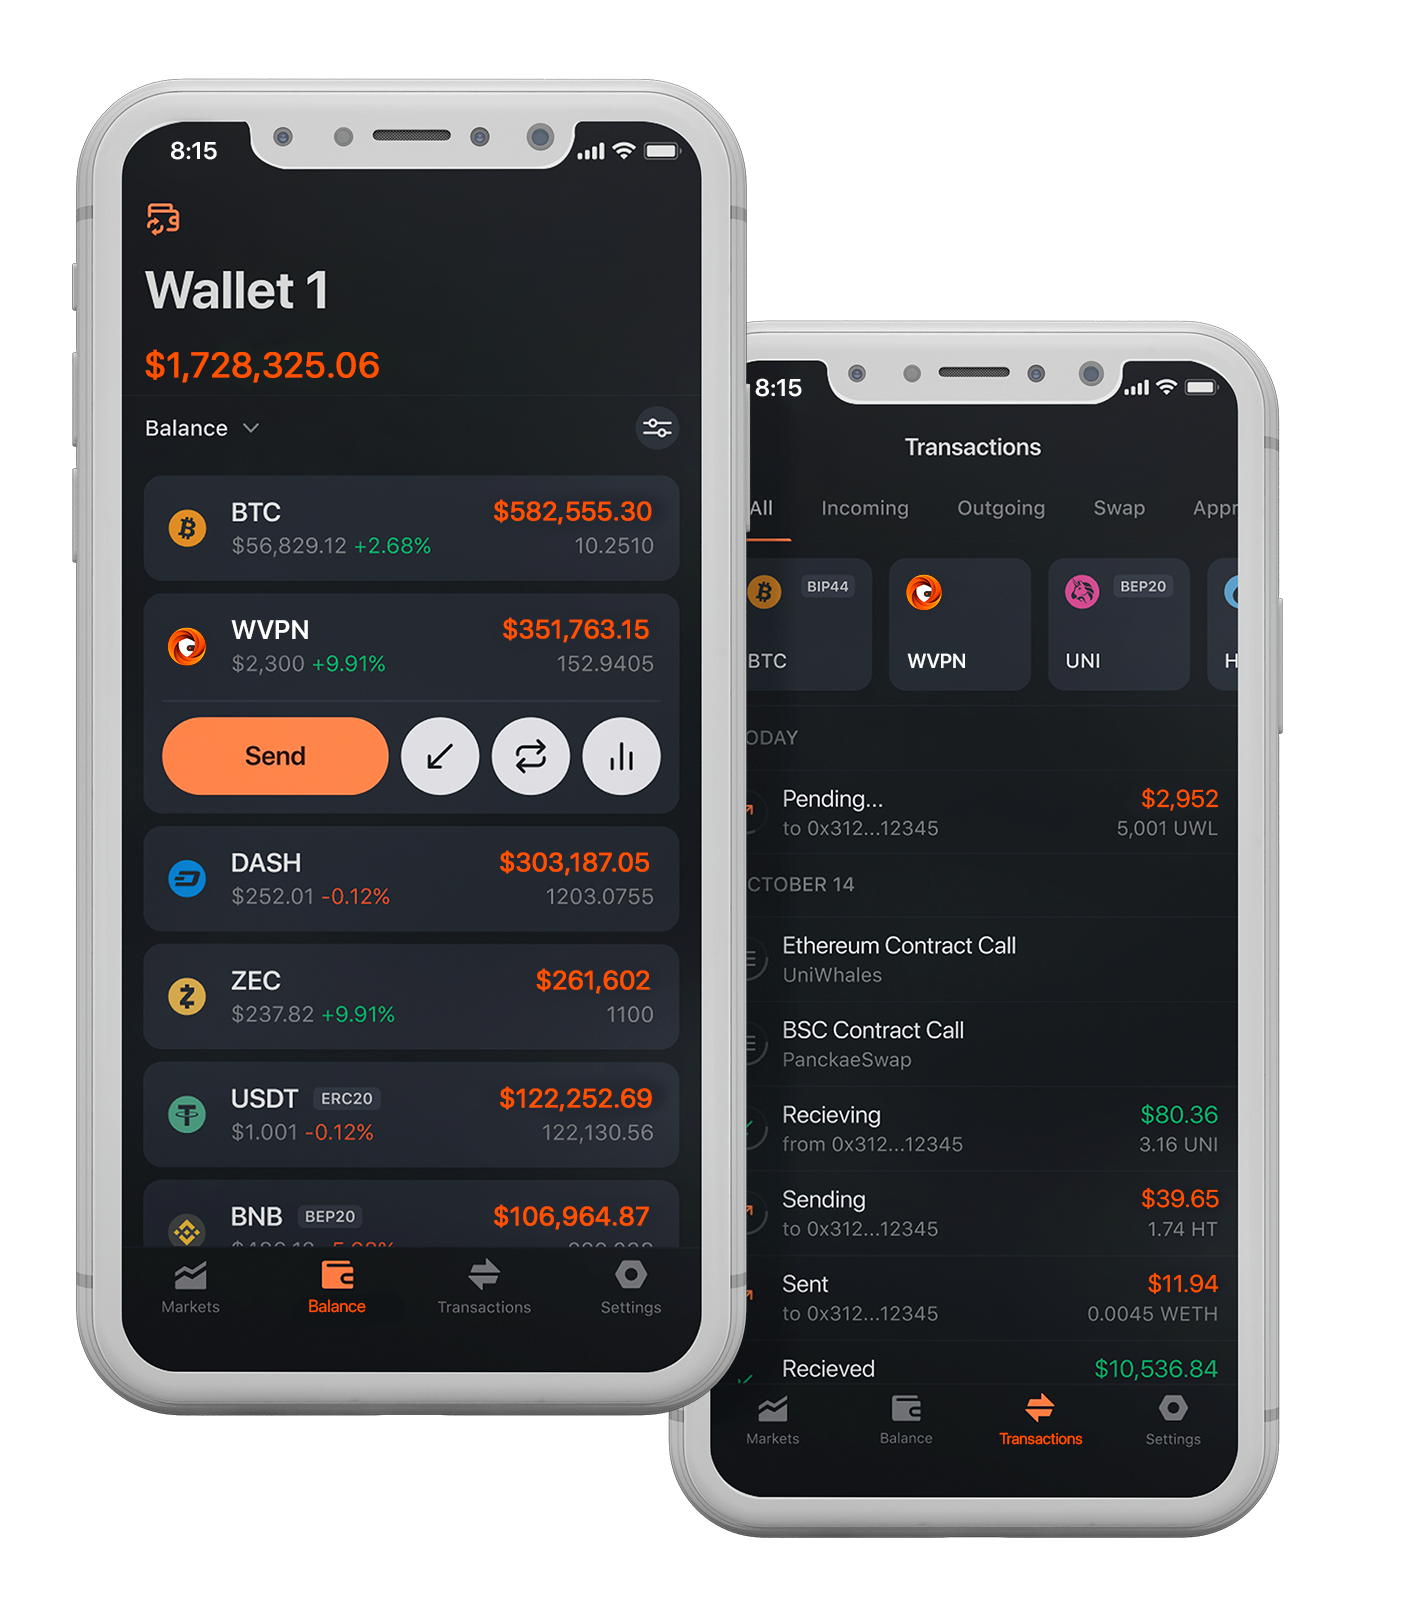 8:15
Wallet 1
$1,728,325.06
Balance
BTC $582,555.30
$56,829.12 +2.68% 10.2510
WVPN $351,763.15
$2,300 +9.91% 152.9405
Send
DASH $303,187.05
$252.01 -0.12% 1203.0755
ZEC $261,602
$237.82 +9.91% 1100
USDT ERC20 $122,252.69
$1.001 -0.12% 122,130.56
BNB BEP20 $106,964.87
Markets Balance Transactions Settings
8:15
Transactions
All Incoming Outgoing Swap Appr
BIP44 BEP20
BTC WVPN UNI H
ODAY
Pending... $2,952
to 0x312...12345 5,001 UWL
CTOBER 14
Ethereum Contract Call
UniWhales
BSC Contract Call
PanckaeSwap
Recieving $80.36
from 0x312...12345 3.16 UNI
Sending $39.65
to 0x312...12345 1.74 HT
Sent $11.94
to 0x312...12345 0.0045 WETH
Recieved $10,536.84
Markets Balance Transactions Settings